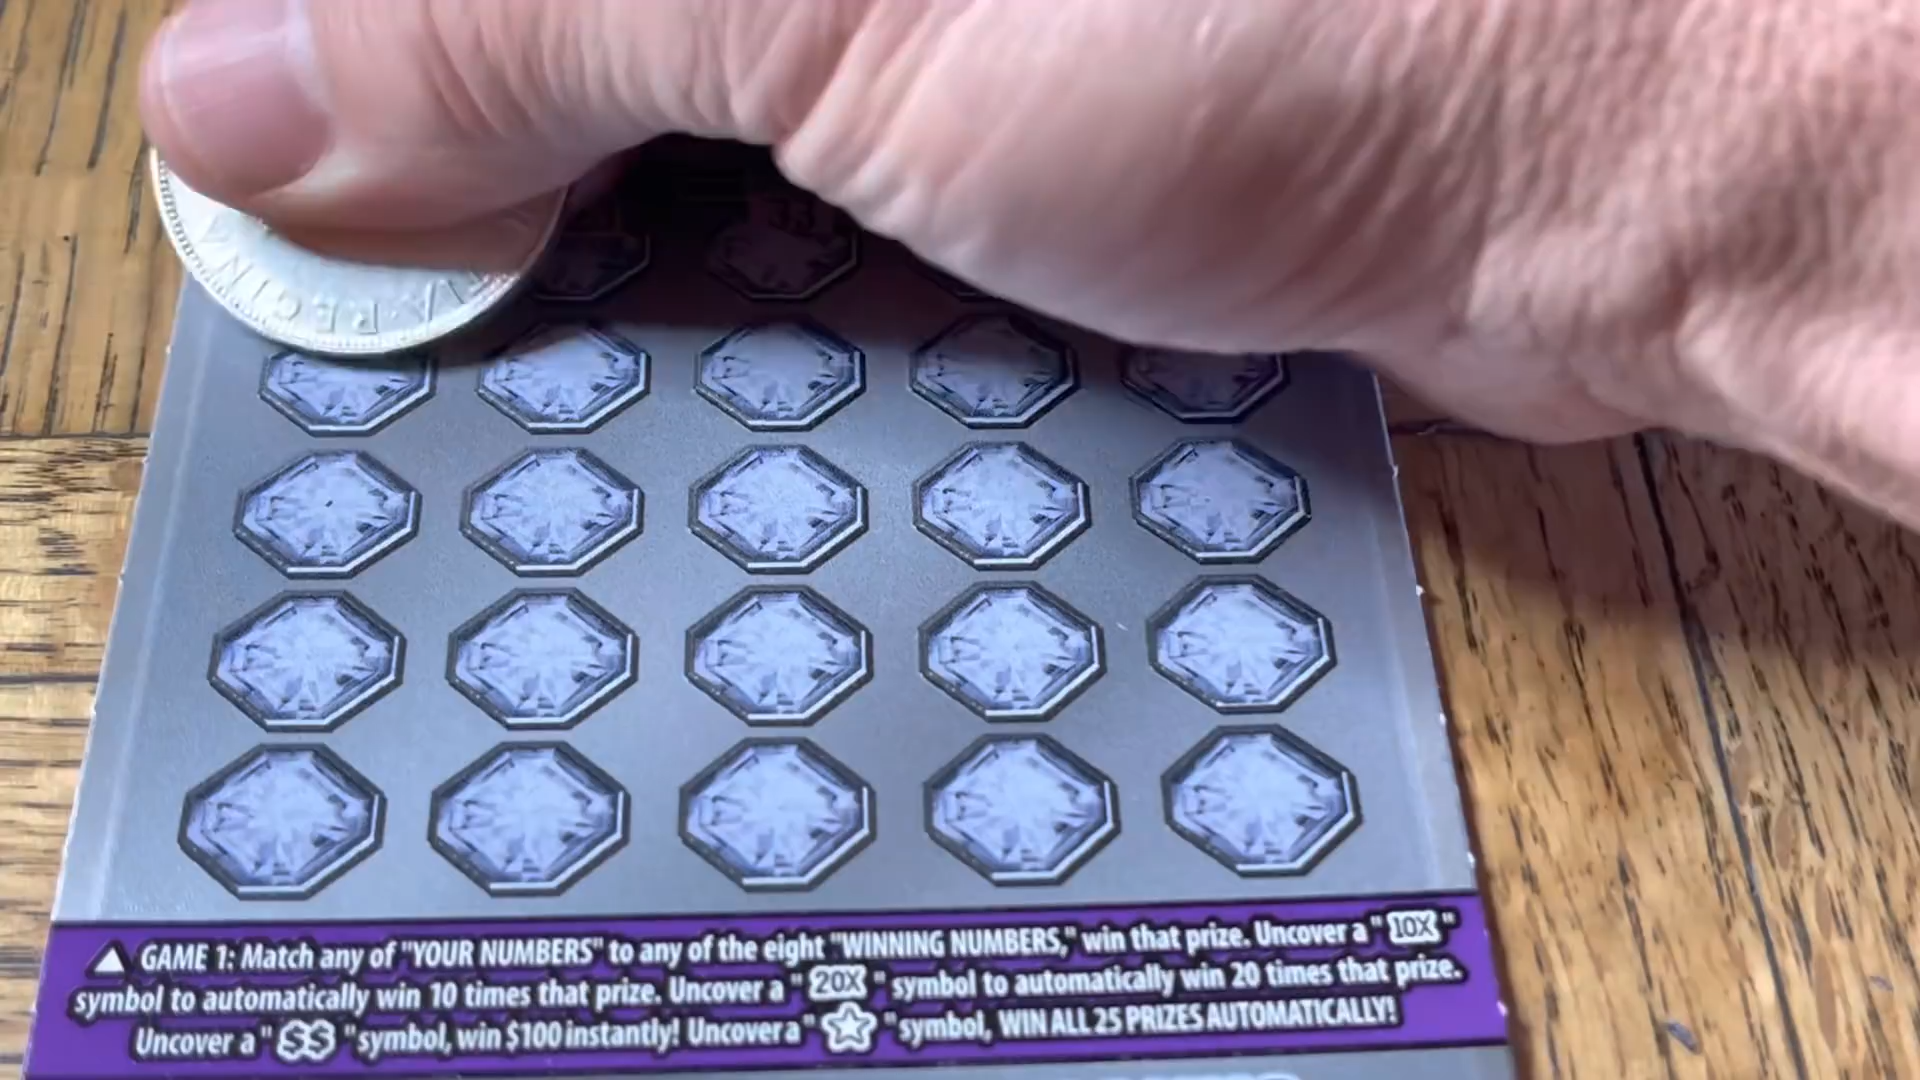 33
REGINA
GAME 1: Match any of "YOUR NUMBERS" to any of the eight "WINNING NUMBERS," win that prize. Uncover a " 10X "
symbol to automatically win 10 times that prize. Uncover a " 20X " symbol to automatically win 20 times that prize.
Uncover a " $$ " symbol, win $100 instantly! Uncover a " ☆ " symbol, WIN ALL 25 PRIZES AUTOMATICALLY!